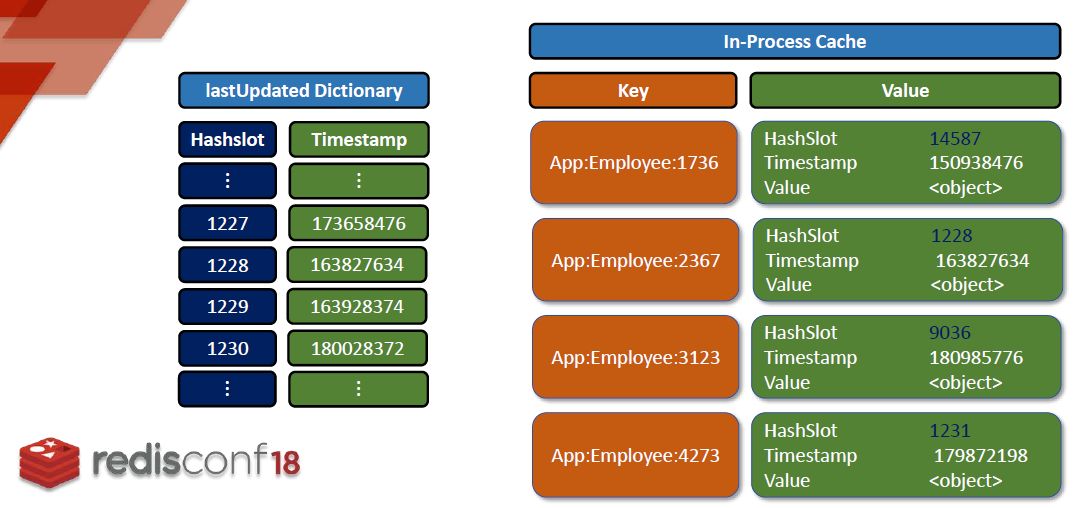 In-Process Cache
lastUpdated Dictionary
Key Value
Hashslot Timestamp
⋮ ⋮
1227 173658476
1228 163827634
1229 163928374
1230 180028372
⋮ ⋮
App:Employee:1736
HashSlot 14587
Timestamp 150938476
Value <object>
App:Employee:2367
HashSlot 1228
Timestamp 163827634
Value <object>
App:Employee:3123
HashSlot 9036
Timestamp 180985776
Value <object>
App:Employee:4273
HashSlot 1231
Timestamp 179872198
Value <object>
redisconf18